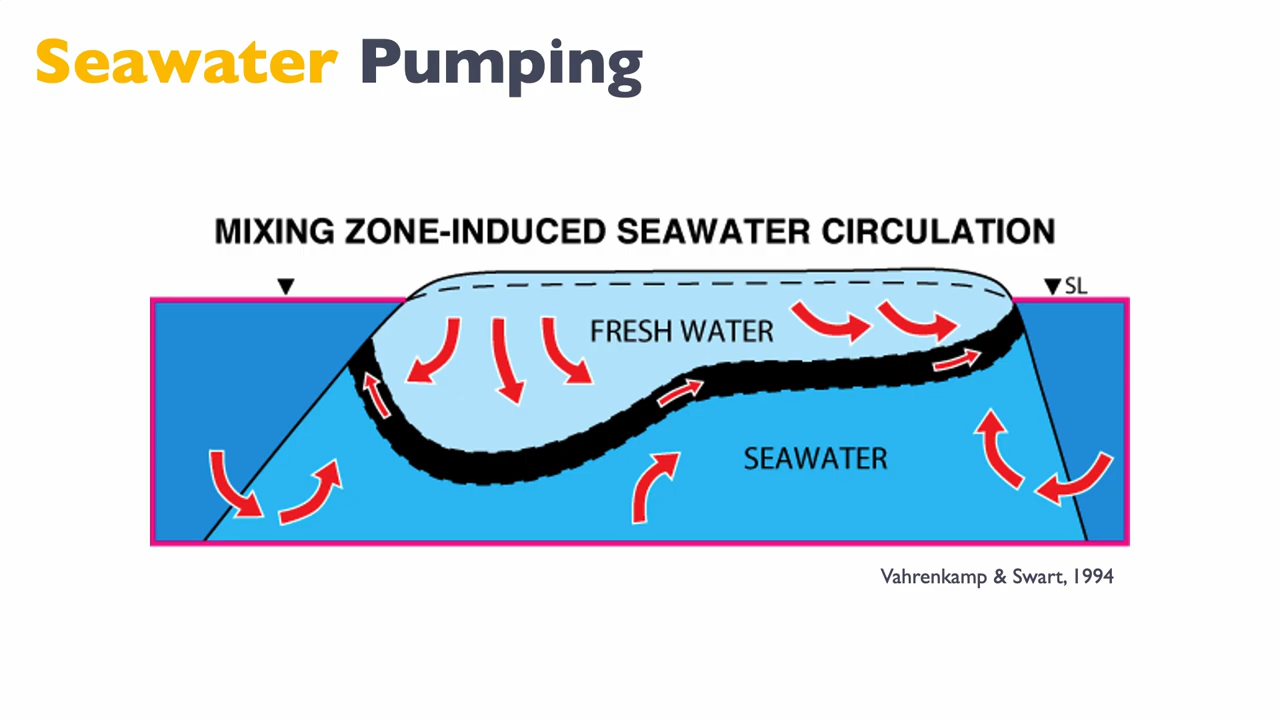 Seawater Pumping
MIXING ZONE-INDUCED SEAWATER CIRCULATION
SL
FRESH WATER
SEAWATER
Vahrenkamp & Swart, 1994